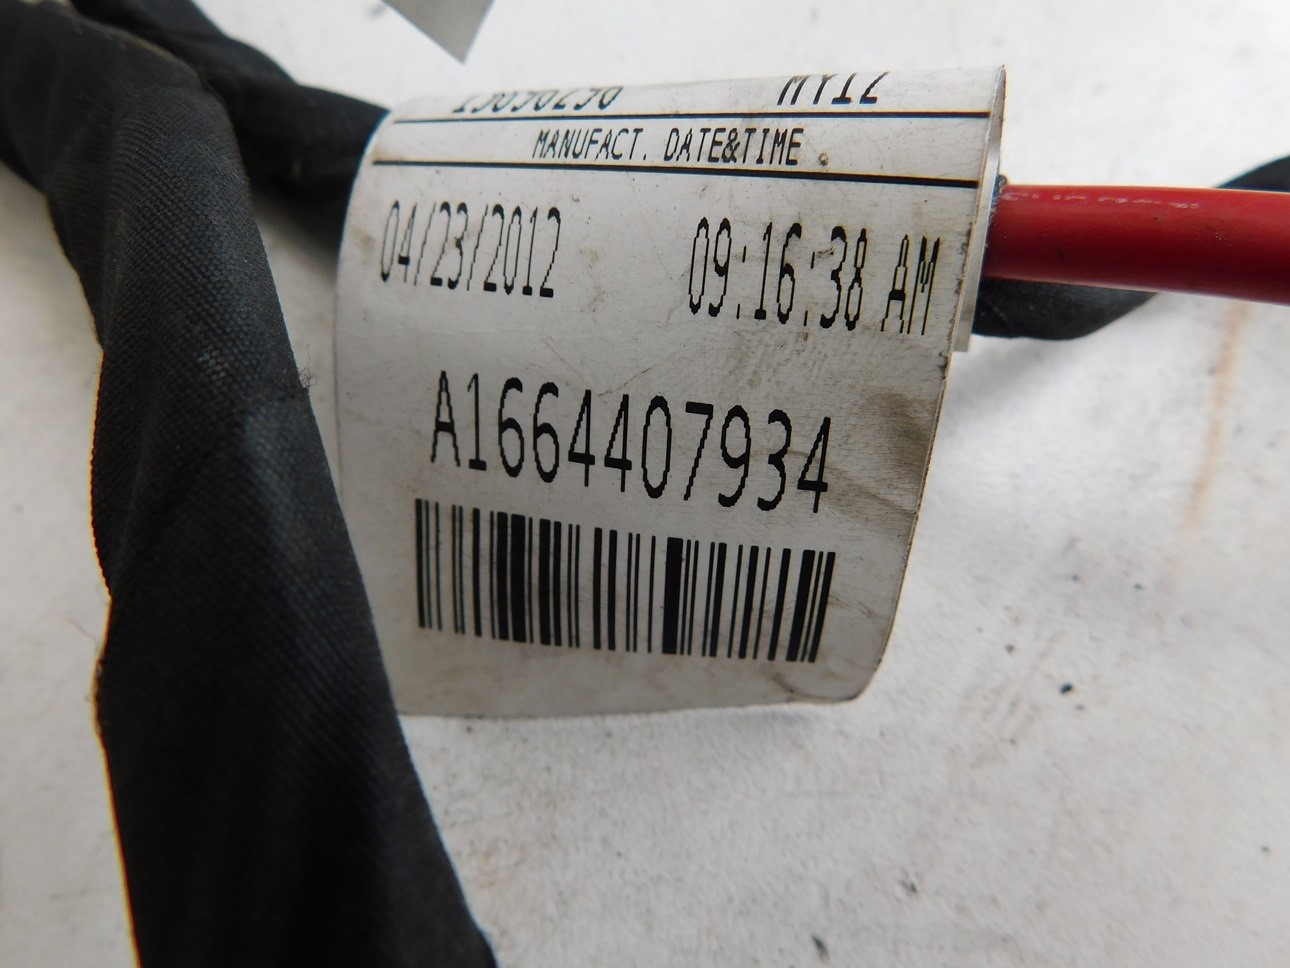 MY12
MANUFACT. DATE&TIME
04/23/2012 09:16:38 AM
A1664407934